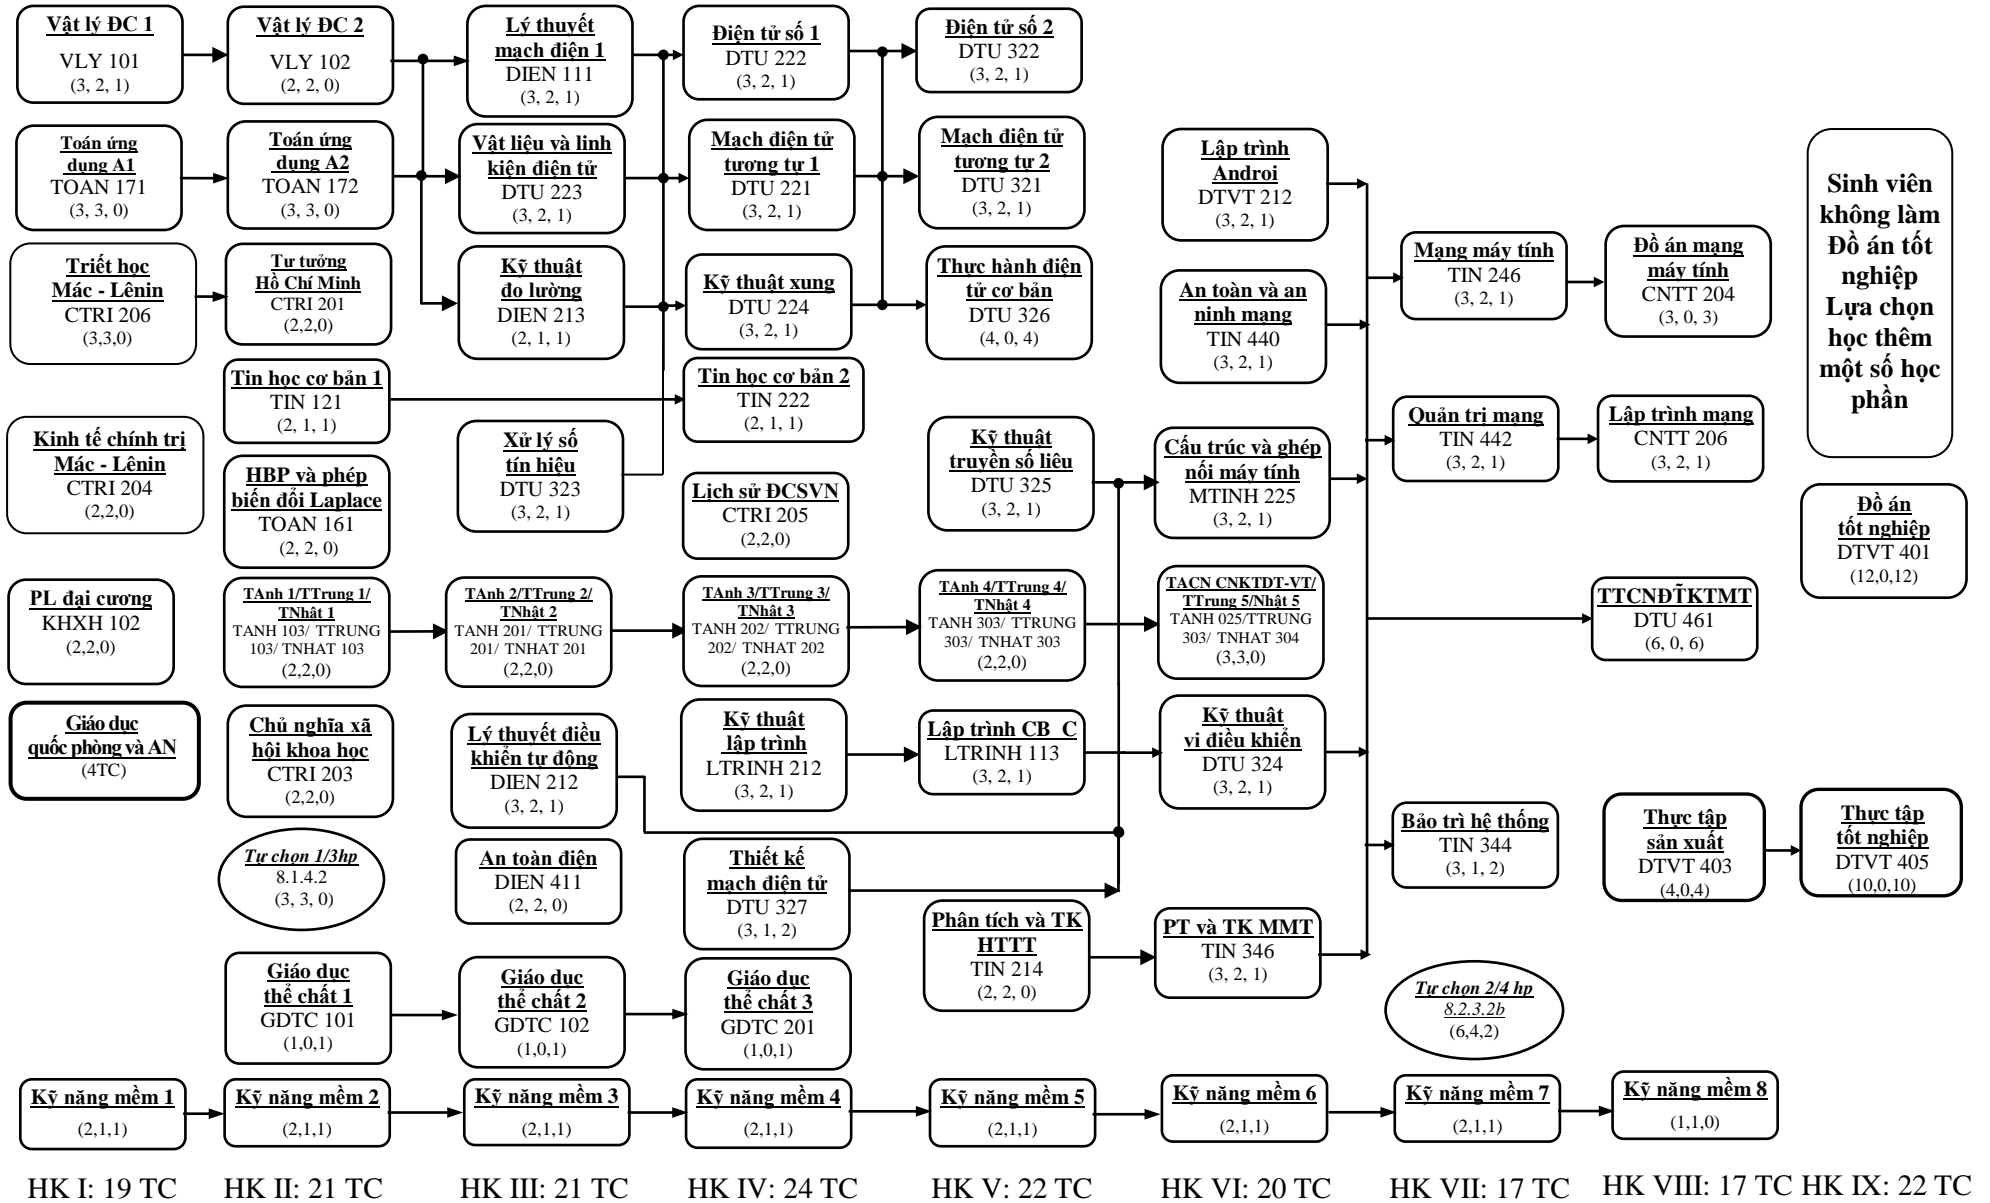 Vật lý ĐC 1
VLY 101
(3, 2, 1)
Toán ứng
dụng A1
TOAN 171
(3, 3, 0)
Triết học
Mác - Lênin
CTRI 206
(3,3,0)
Kinh tế chính trị
Mác - Lênin
CTRI 204
(2,2,0)
PL đại cương
KHXH 102
(2,2,0)
Giáo dục
quốc phòng và AN
(4TC)
Kỹ năng mềm 1
(2,1,1)
HK I: 19 TC
Vật lý ĐC 2
VLY 102
(2, 2, 0)
Toán ứng
dụng A2
TOAN 172
(3, 3, 0)
Tư tưởng
Hồ Chí Minh
CTRI 201
(2,2,0)
Tin học cơ bản 1
TIN 121
(2, 1, 1)
HBP và phép
biến đổi Laplace
TOAN 161
(2, 2, 0)
TAnh 1/TTrung 1/
TNhật 1
TANH 103/ TTRUNG
103/ TNHAT 103
(2,2,0)
Chủ nghĩa xã
hội khoa học
CTRI 203
(2,2,0)
Tự chọn 1/3hp
8.1.4.2
(3, 3, 0)
Giáo dục
thể chất 1
GDTC 101
(1,0,1)
Kỹ năng mềm 2
(2,1,1)
HK II: 21 TC
Lý thuyết
mạch điện 1
DIEN 111
(3, 2, 1)
Vật liệu và linh
kiện điện tử
DTU 223
(3, 2, 1)
Kỹ thuật
đo lường
DIEN 213
(2, 1, 1)
Xử lý số
tín hiệu
DTU 323
(3, 2, 1)
TAnh 2/TTrung 2/
TNhật 2
TANH 201/ TTRUNG
201/ TNHAT 201
(2,2,0)
Lý thuyết điều
khiển tự động
DIEN 212
(3, 2, 1)
An toàn điện
DIEN 411
(2, 2, 0)
Giáo dục
thể chất 2
GDTC 102
(1,0,1)
Kỹ năng mềm 3
(2,1,1)
HK III: 21 TC
Điện tử số 1
DTU 222
(3, 2, 1)
Mạch điện tử
tương tự 1
DTU 221
(3, 2, 1)
Kỹ thuật xung
DTU 224
(3, 2, 1)
Tin học cơ bản 2
TIN 222
(2, 1, 1)
Lịch sử ĐCSVN
CTRI 205
(2,2,0)
TAnh 3/TTrung 3/
TNhật 3
TANH 202/ TTRUNG
202/ TNHAT 202
(2,2,0)
Kỹ thuật
lập trình
LTRINH 212
(3, 2, 1)
Thiết kế
mạch điện tử
DTU 327
(3, 1, 2)
Giáo dục
thể chất 3
GDTC 201
(1,0,1)
Kỹ năng mềm 4
(2,1,1)
HK IV: 24 TC
Điện tử số 2
DTU 322
(3, 2, 1)
Mạch điện tử
tương tự 2
DTU 321
(3, 2, 1)
Thực hành điện
tử cơ bản
DTU 326
(4, 0, 4)
Kỹ thuật
truyền số liêu
DTU 325
(3, 2, 1)
TAnh 4/TTrung 4/
TNhật 4
TANH 303/ TTRUNG
303/ TNHAT 303
(2,2,0)
Lập trình CB  C
LTRINH 113
(3, 2, 1)
Phân tích và TK
HTTT
TIN 214
(2, 2, 0)
Kỹ năng mềm 5
(2,1,1)
HK V: 22 TC
Lập trình
Androi
DTVT 212
(3, 2, 1)
An toàn và an
ninh mạng
TIN 440
(3, 2, 1)
Cấu trúc và ghép
nối máy tính
MTINH 225
(3, 2, 1)
TACN CNKTDT-VT/
TTrung 5/Nhật 5
TANH 025/TTRUNG
303/ TNHAT 304
(3,3,0)
Kỹ thuật
vi điều khiển
DTU 324
(3, 2, 1)
PT và TK MMT
TIN 346
(3, 2, 1)
Kỹ năng mềm 6
(2,1,1)
HK VI: 20 TC
Mạng máy tính
TIN 246
(3, 2, 1)
Quản trị mạng
TIN 442
(3, 2, 1)
Bảo trì hệ thống
TIN 344
(3, 1, 2)
Tự chọn 2/4 hp
8.2.3.2b
(6,4,2)
Kỹ năng mềm 7
(2,1,1)
HK VII: 17 TC
Đồ án mạng
máy tính
CNTT 204
(3, 0, 3)
Lập trình mạng
CNTT 206
(3, 2, 1)
TTCNĐTKTMT
DTU 461
(6, 0, 6)
Thực tập
sản xuất
DTVT 403
(4,0,4)
Kỹ năng mềm 8
(1,1,0)
HK VIII: 17 TC
Sinh viên
không làm
Đồ án tốt
nghiệp
Lựa chọn
học thêm
một số học
phần
Đồ án
tốt nghiệp
DTVT 401
(12,0,12)
Thực tập
tốt nghiệp
DTVT 405
(10,0,10)
HK IX: 22 TC